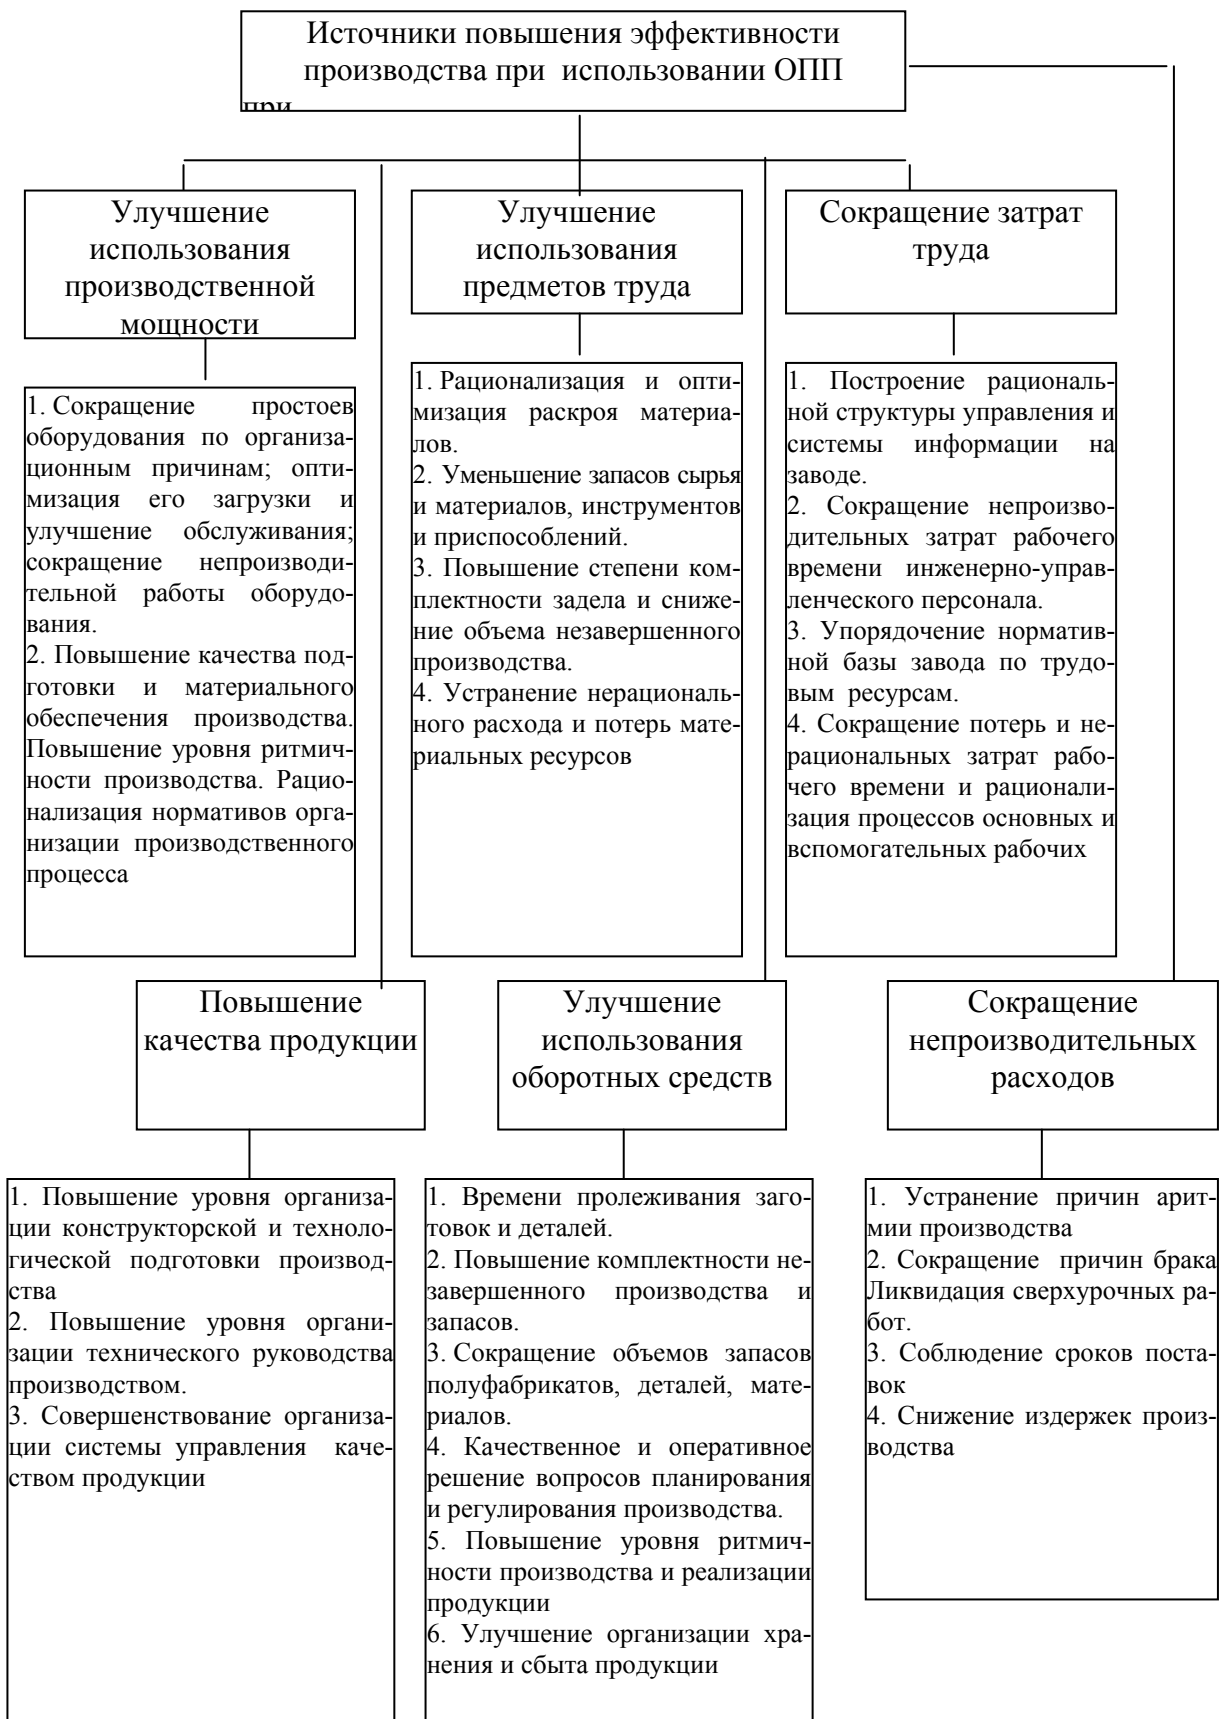 Источники повышения эффективности
производства при использовании ОПП
при
Улучшение
использования
производственной
мощности
Улучшение
использования
предметов труда
Сокращение затрат
труда
1. Сокращение простоев
оборудования по организа-
ционным причинам; опти-
мизация его загрузки и
улучшение обслуживания;
сокращение непроизводи-
тельной работы оборудо-
вания.
2. Повышение качества под-
готовки и материального
обеспечения производства.
Повышение уровня ритмич-
ности производства. Рацио-
нализация нормативов орга-
низации производственного
процесса
1. Рационализация и опти-
мизация раскроя материа-
лов.
2. Уменьшение запасов сырья
и материалов, инструментов
и приспособлений.
3. Повышение степени ком-
плектности задела и сниже-
ние объема незавершенного
производства.
4. Устранение нерациональ-
ного расхода и потерь мате-
риальных ресурсов
1. Построение рациональ-
ной структуры управления и
системы информации на
заводе.
2. Сокращение непроизво-
дительных затрат рабочего
времени инженерно-управ-
ленческого персонала.
3. Упорядочение норматив-
ной базы завода по трудо-
вым ресурсам.
4. Сокращение потерь и не-
рациональных затрат рабо-
чего времени и рационали-
зация процессов основных и
вспомогательных рабочих
Повышение
качества продукции
Улучшение
использования
оборотных средств
Сокращение
непроизводительных
расходов
1. Повышение уровня организа-
ции конструкторской и техноло-
гической подготовки производ-
ства
2. Повышение уровня органи-
зации технического руководства
производством.
3. Совершенствование организа-
ции системы управления каче-
ством продукции
1. Времени пролеживания заго-
товок и деталей.
2. Повышение комплектности не-
завершенного производства и
запасов.
3. Сокращение объемов запасов
полуфабрикатов, деталей, мате-
риалов.
4. Качественное и оперативное
решение вопросов планирования
и регулирования производства.
5. Повышение уровня ритмич-
ности производства и реализации
продукции
6. Улучшение организации хра-
нения и сбыта продукции
1. Устранение причин арит-
мии производства
2. Сокращение причин брака
Ликвидация сверхурочных ра-
бот.
3. Соблюдение сроков поста-
вок
4. Снижение издержек произ-
водства